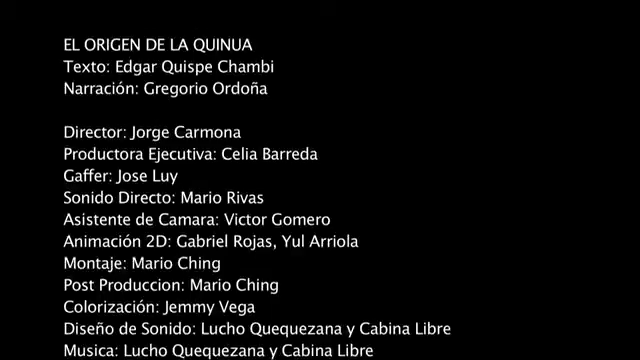 EL ORIGEN DE LA QUINUA
Texto: Edgar Quispe Chambi
Narración: Gregorio Ordoña
Director: Jorge Carmona
Productora Ejecutiva: Celia Barreda
Gaffer: Jose Luy
Sonido Directo: Mario Rivas
Asistente de Camara: Victor Gomero
Animación 2D: Gabriel Rojas, Yul Arriola
Montaje: Mario Ching
Post Produccion: Mario Ching
Colorización: Jemmy Vega
Diseño de Sonido: Lucho Quequezana y Cabina Libre
Musica: Lucho Quequezana y Cabina Libre